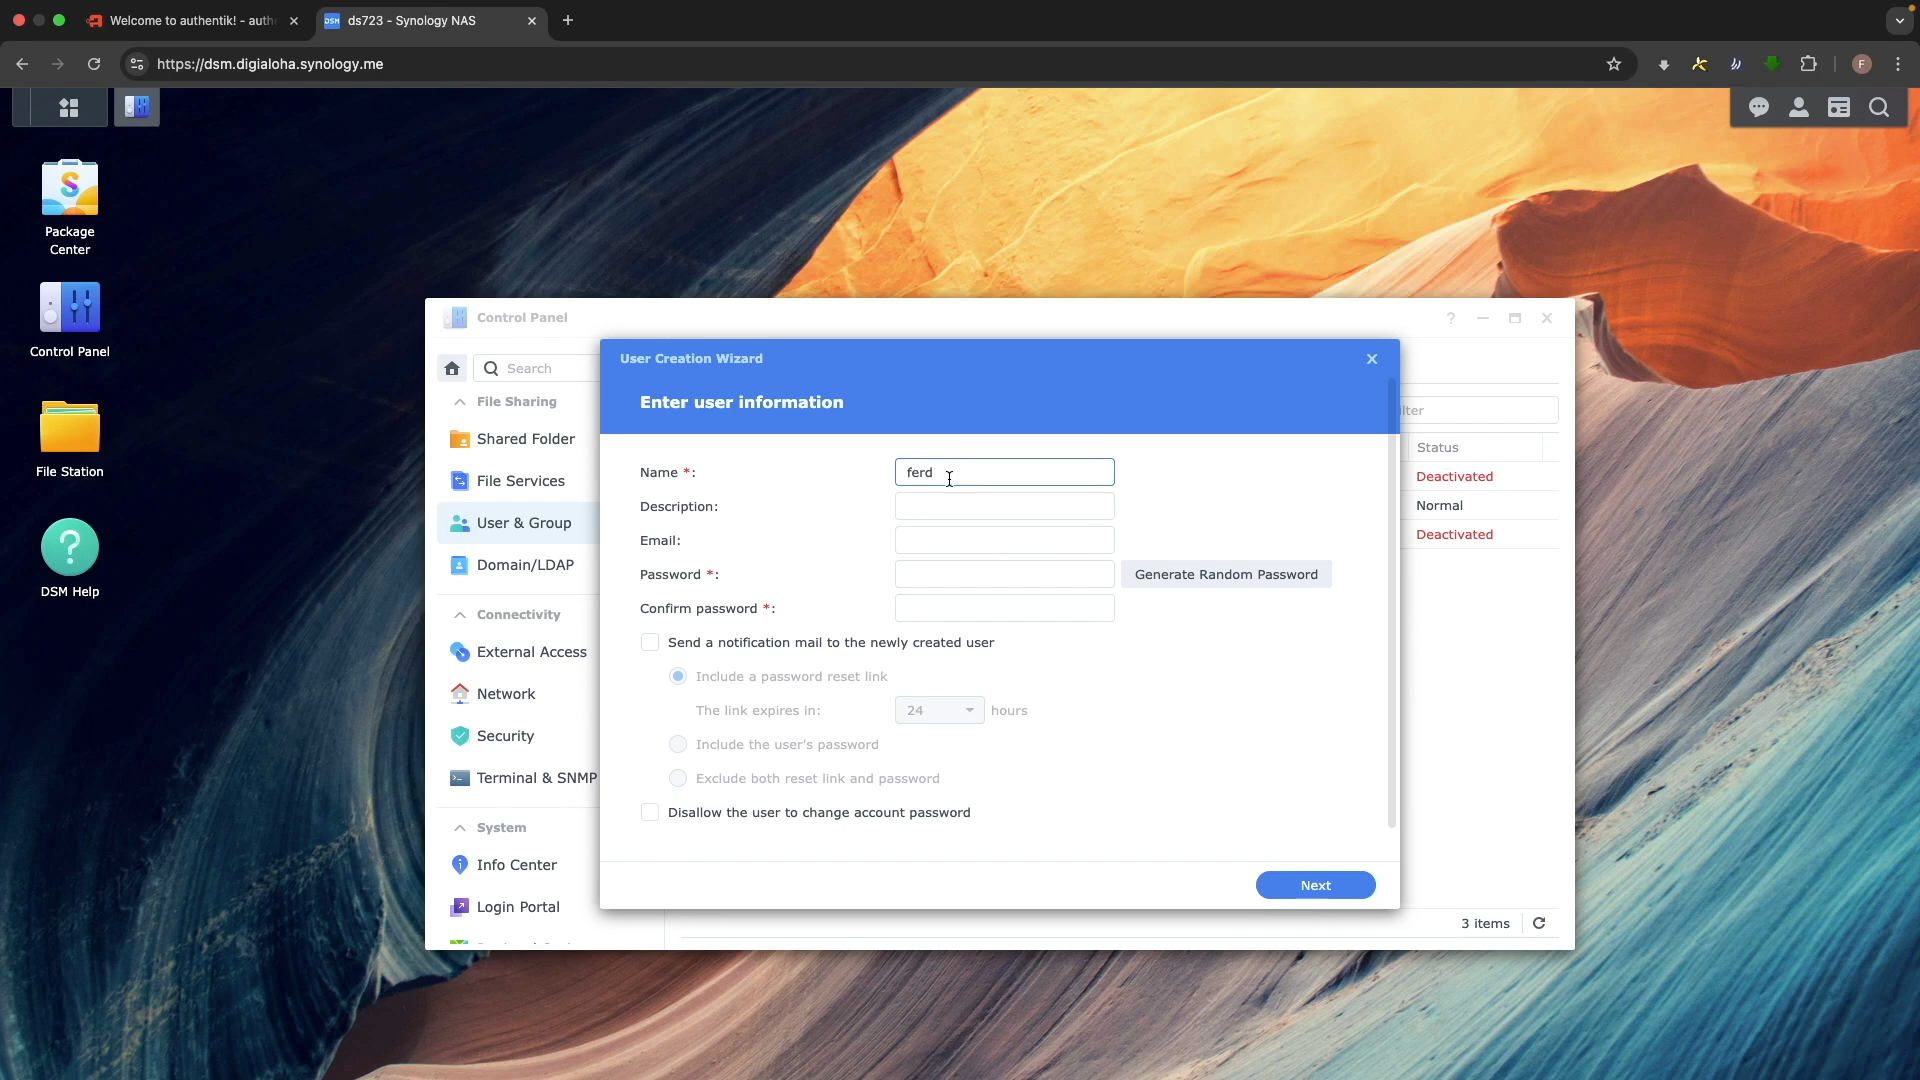 Welcome to authentik! - auth
ds723 - Synology NAS
https://dsm.digialoha.synology.me
F
Package
Center
Control Panel
File Station
DSM Help
Control Panel
Search
File Sharing
Shared Folder
File Services
User & Group
Domain/LDAP
Connectivity
External Access
Network
Security
Terminal & SNMP
System
Info Center
Login Portal
User Creation Wizard
Enter user information
Name *:
ferd
Description:
Email:
Password *:
Generate Random Password
Confirm password *:
Send a notification mail to the newly created user
Include a password reset link
The link expires in:
24
hours
Include the user's password
Exclude both reset link and password
Disallow the user to change account password
Next
ilter
Status
Deactivated
Normal
Deactivated
3 items